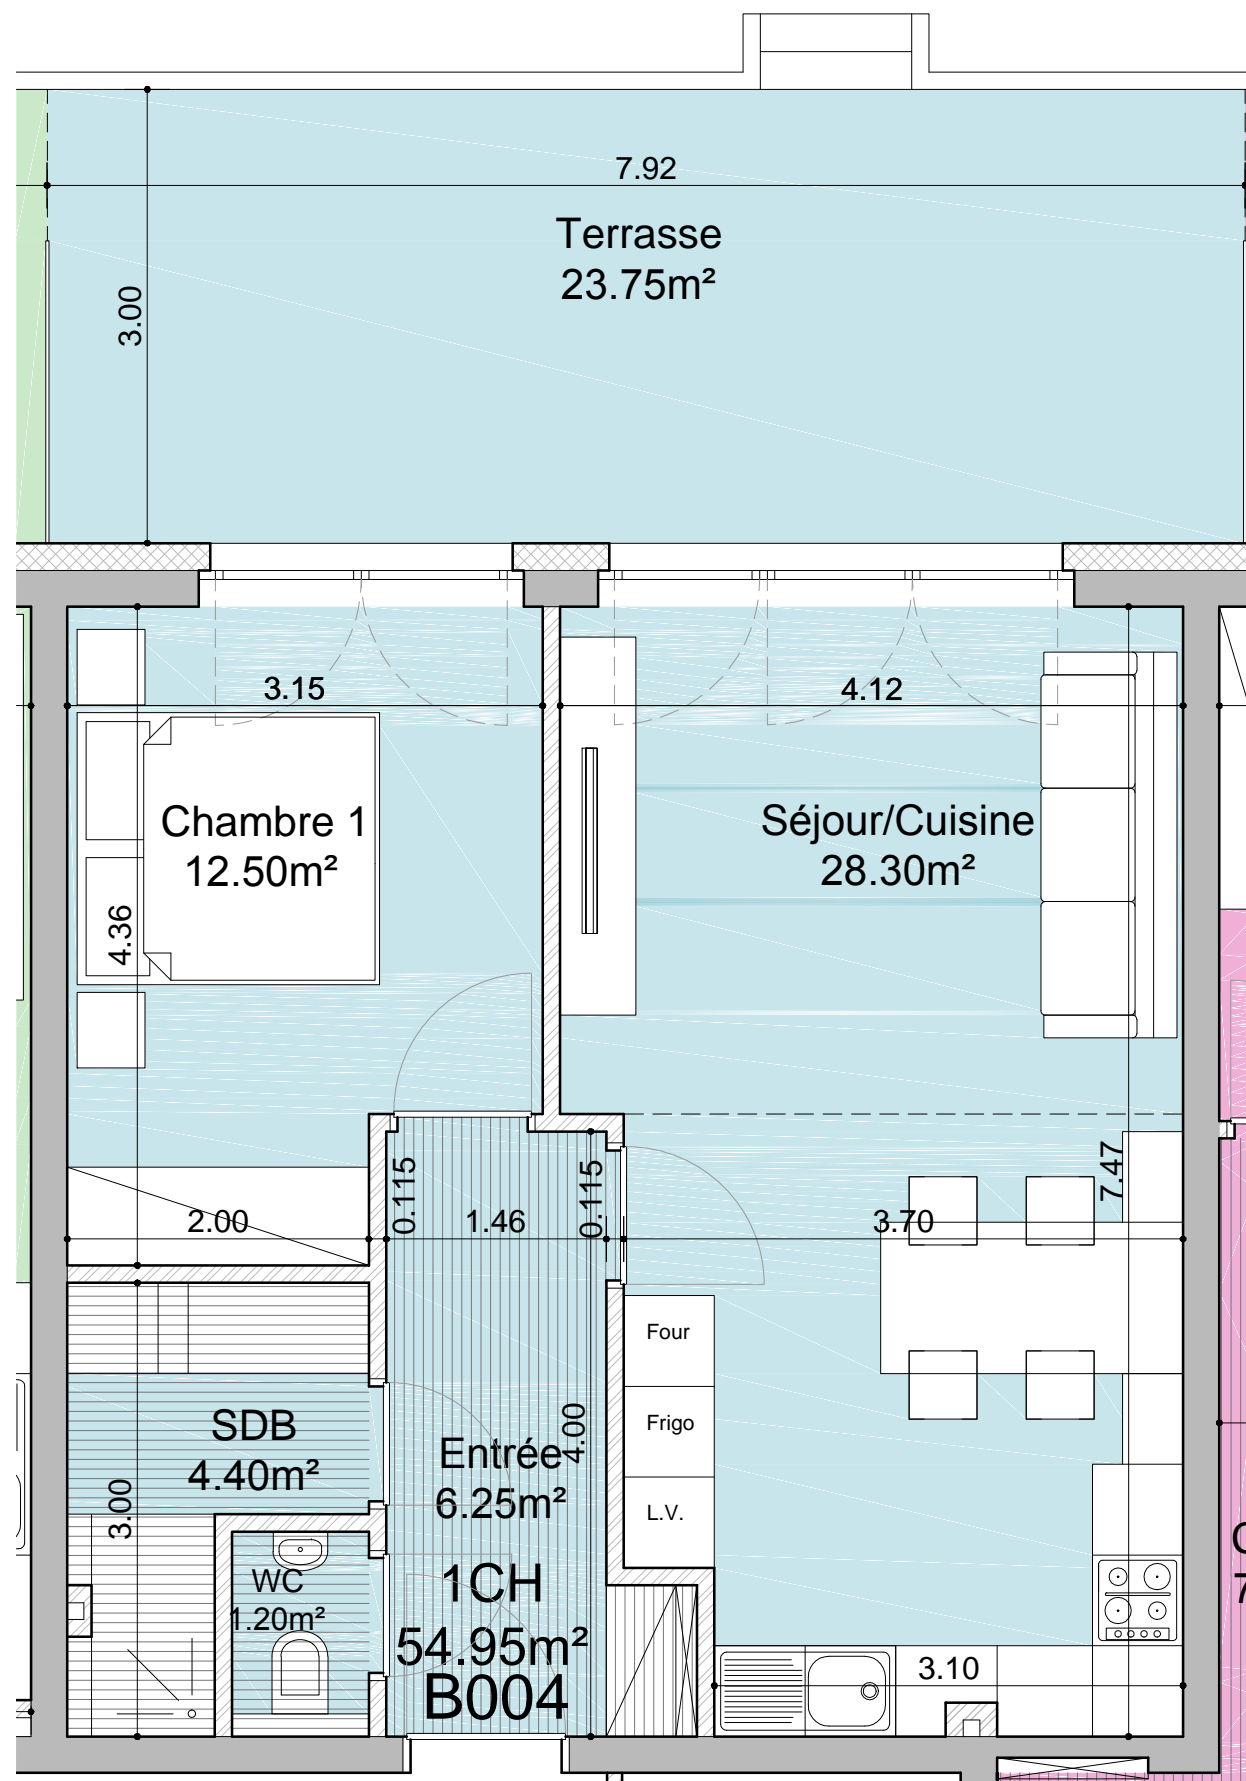 7.92
Terrasse
23.75m²
3.00
3.15
4.12
Chambre 1
12.50m²
4.36
Séjour/Cuisine
28.30m²
7.47
2.00
0.115
1.46
0.115
3.70
Four
Frigo
L.V.
SDB
4.40m²
3.00
Entrée
6.25m²
4.00
WC
1.20m²
1CH
54.95m²
B004
3.10